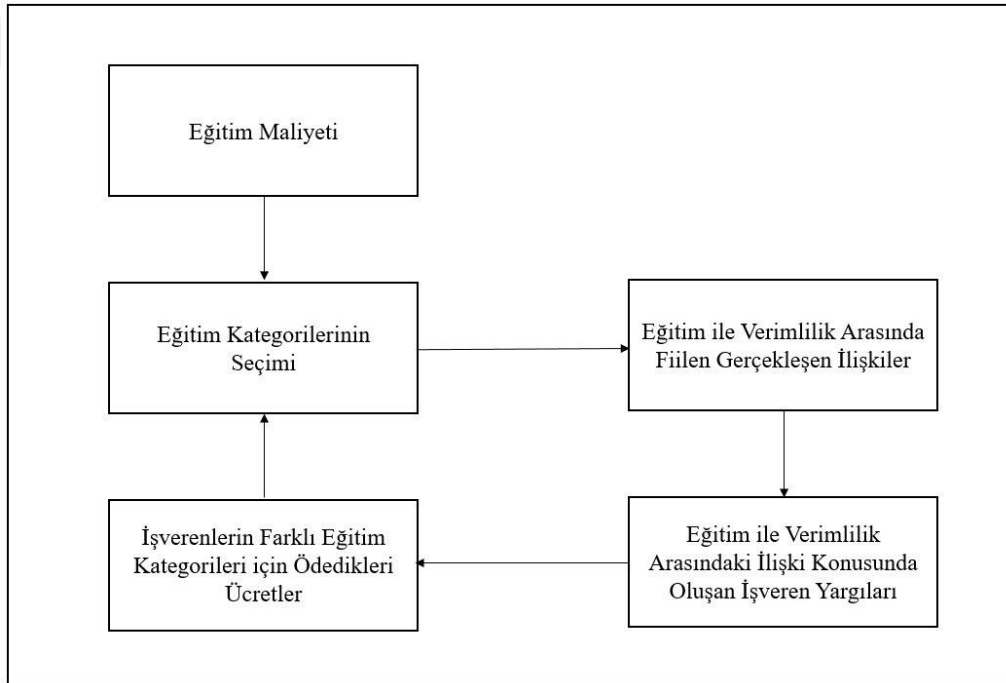 Eğitim Maliyeti
Eğitim Kategorilerinin
Seçimi
Eğitim ile Verimlilik Arasında
Fiilen Gerçekleşen İlişkiler
İşverenlerin Farklı Eğitim
Kategorileri için Ödedikleri
Ücretler
Eğitim ile Verimlilik
Arasındaki İlişki Konusunda
Oluşan İşveren Yargıları